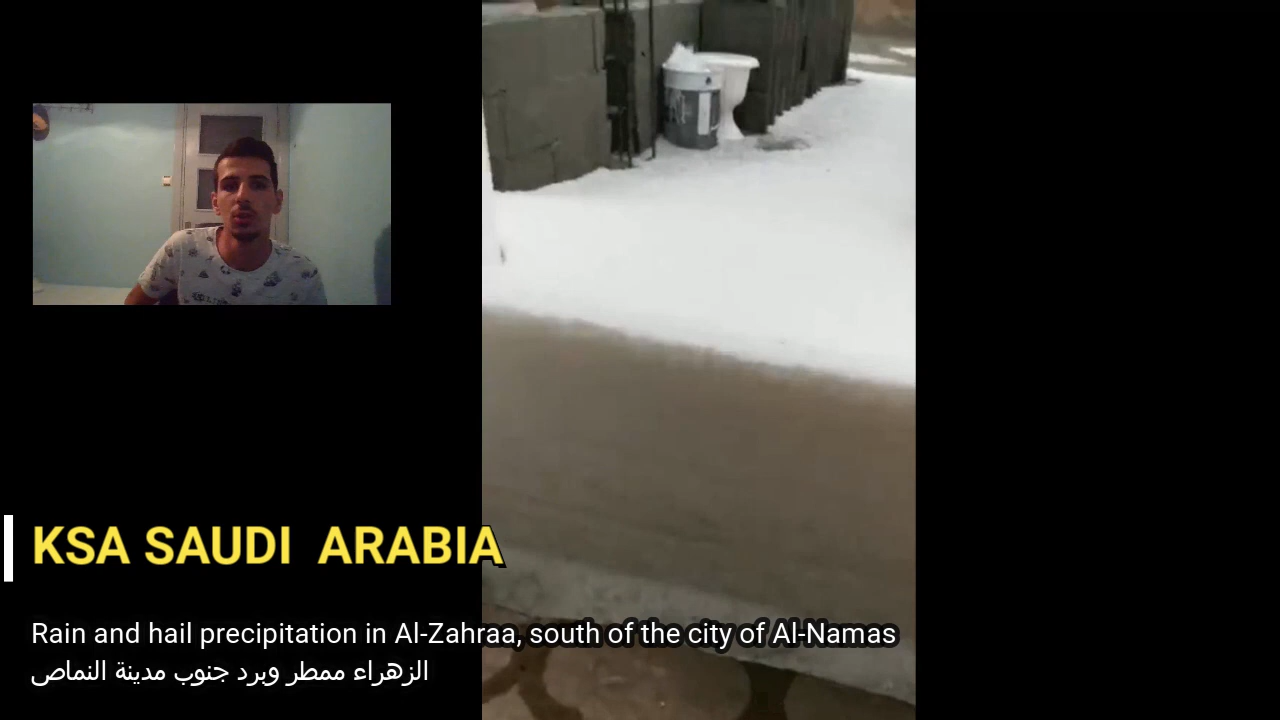 KSA SAUDI ARABIA
Rain and hail precipitation in Al-Zahraa, south of the city of Al-Namas
الزهراء ممطر وبرد جنوب مدينة النماص